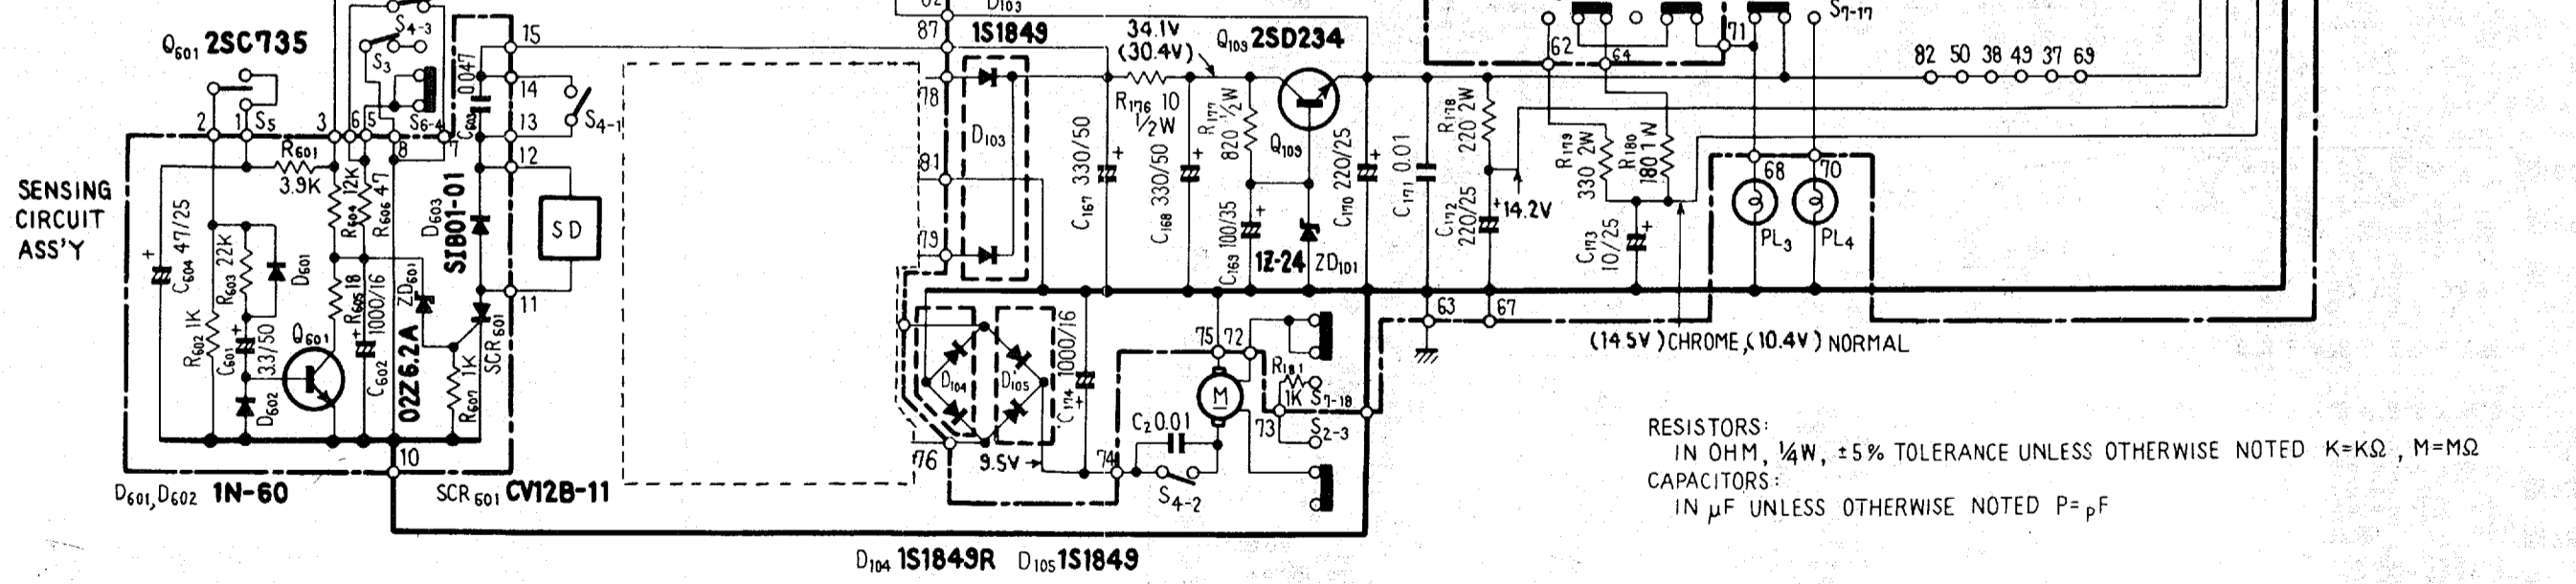 D103
82
S4-3
S7-17
Q601 2SC735
15
87
1S1849
34.1V
(30.4V)
Q109 2SD234
71
62
64
82 50 38 49 37 69
S3
C603 0.047
14
78
S4-1
R176 10
1/2W
R177
820 1/2W
R178
220 2W
S6-4
13
2 1 S5 3 6 5 8 7
12
81
D103
Q109
R179
330 2W
R180
180 1W
SENSING
CIRCUIT
ASS'Y
R601
3.9K
R604 12K
R606 47
D603
SIB01-01
SD
C167 330/50
C168 330/50
C169 100/35
C170 220/25
C171 0.01
C172
220/25
+14.2V
C173
10/25
68
70
PL3
PL4
C604 47/25
R603 22K
D601
R605 18
1000/16
ZD601
79
1Z-24 ZD101
11
R602 1K
C601
3.3/50
Q601
C602
02Z6.2A
R607 1K
SCR601
63
67
(14.5V) CHROME, (10.4V) NORMAL
D104
D105
C174 1000/16
75 72
M
R181
1K
S7-18
D602
C2 0.01
73
S2-3
10
76
9.5V
74
S4-2
D601, D602 1N-60
SCR601 CV12B-11
D104 1S1849R D105 1S1849
RESISTORS:
IN OHM, 1/4W, ±5% TOLERANCE UNLESS OTHERWISE NOTED K=KΩ, M=MΩ
CAPACITORS:
IN µF UNLESS OTHERWISE NOTED P=pF